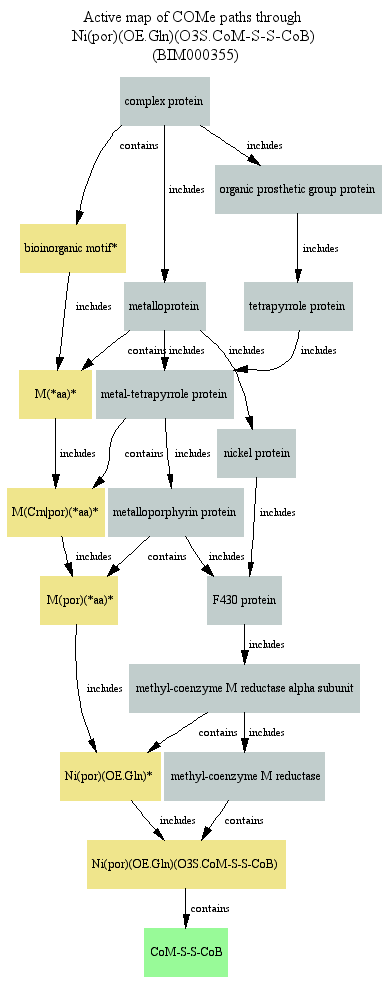 Active map of COMe paths through
Ni(por)(OE.Gln)(O3S.CoM-S-S-CoB)
(BIM000355)
complex protein
contains
includes
includes
organic prosthetic group protein
bioinorganic motif*
includes
includes
metalloprotein
tetrapyrrole protein
contains
includes
includes
includes
M(*aa)*
metal-tetrapyrrole protein
nickel protein
includes
contains
includes
M(Crn|por)(*aa)*
metalloporphyrin protein
includes
contains
includes
M(por)(*aa)*
F430 protein
includes
includes
methyl-coenzyme M reductase alpha subunit
contains
includes
Ni(por)(OE.Gln)*
methyl-coenzyme M reductase
includes
contains
Ni(por)(OE.Gln)(O3S.CoM-S-S-CoB)
contains
CoM-S-S-CoB